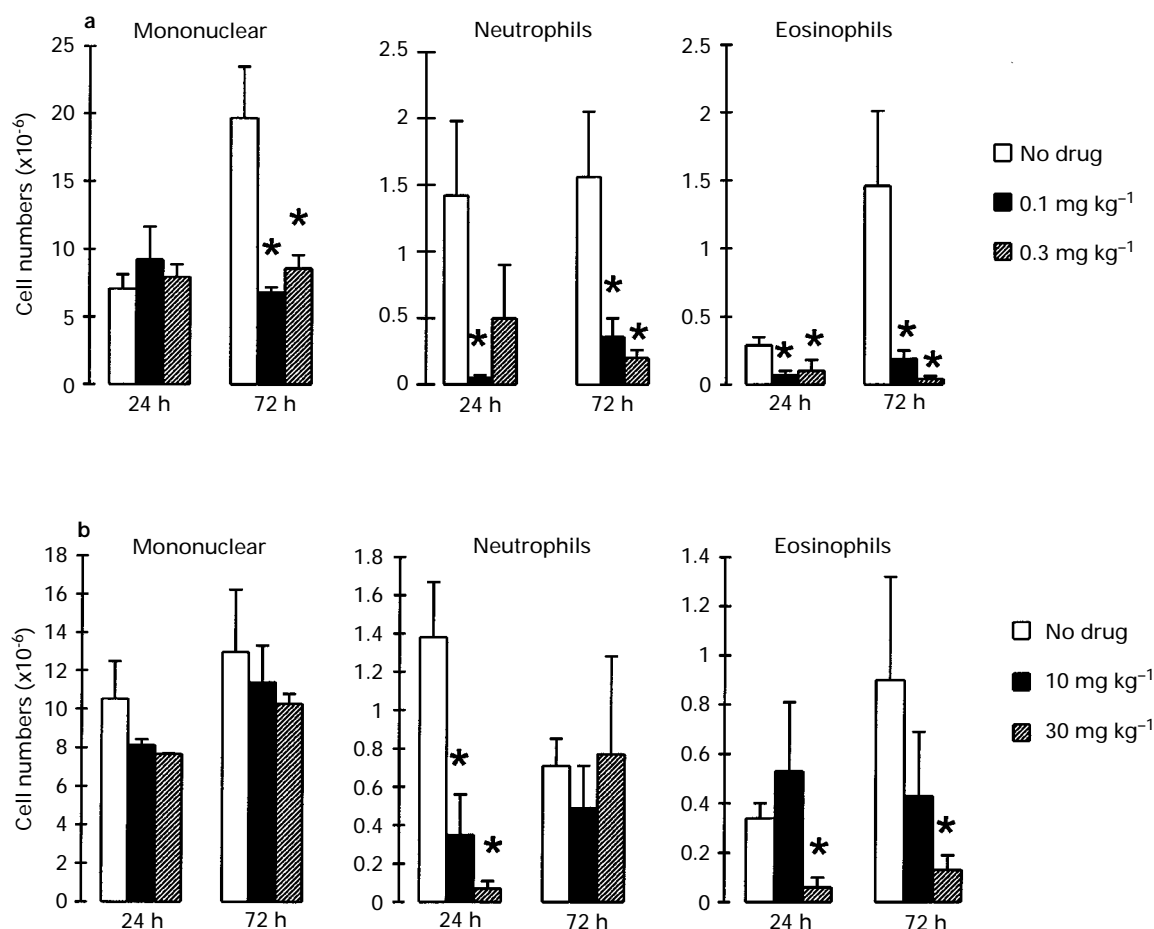 a
Mononuclear
Neutrophils
Eosinophils
Cell numbers (x10⁻⁶)
25
20
15
10
5
0
24 h
72 h
2.5
2
1.5
1
0.5
0
24 h
72 h
2.5
2
1.5
1
0.5
0
24 h
72 h
No drug
0.1 mg kg⁻¹
0.3 mg kg⁻¹
*
*
*
*
*
*
*
*
*
b
Mononuclear
Neutrophils
Eosinophils
Cell numbers (x10⁻⁶)
18
16
14
12
10
8
6
4
2
0
24 h
72 h
1.8
1.6
1.4
1.2
1
0.8
0.6
0.4
0.2
0
24 h
72 h
1.4
1.2
1
0.8
0.6
0.4
0.2
0
24 h
72 h
No drug
10 mg kg⁻¹
30 mg kg⁻¹
*
*
*
*